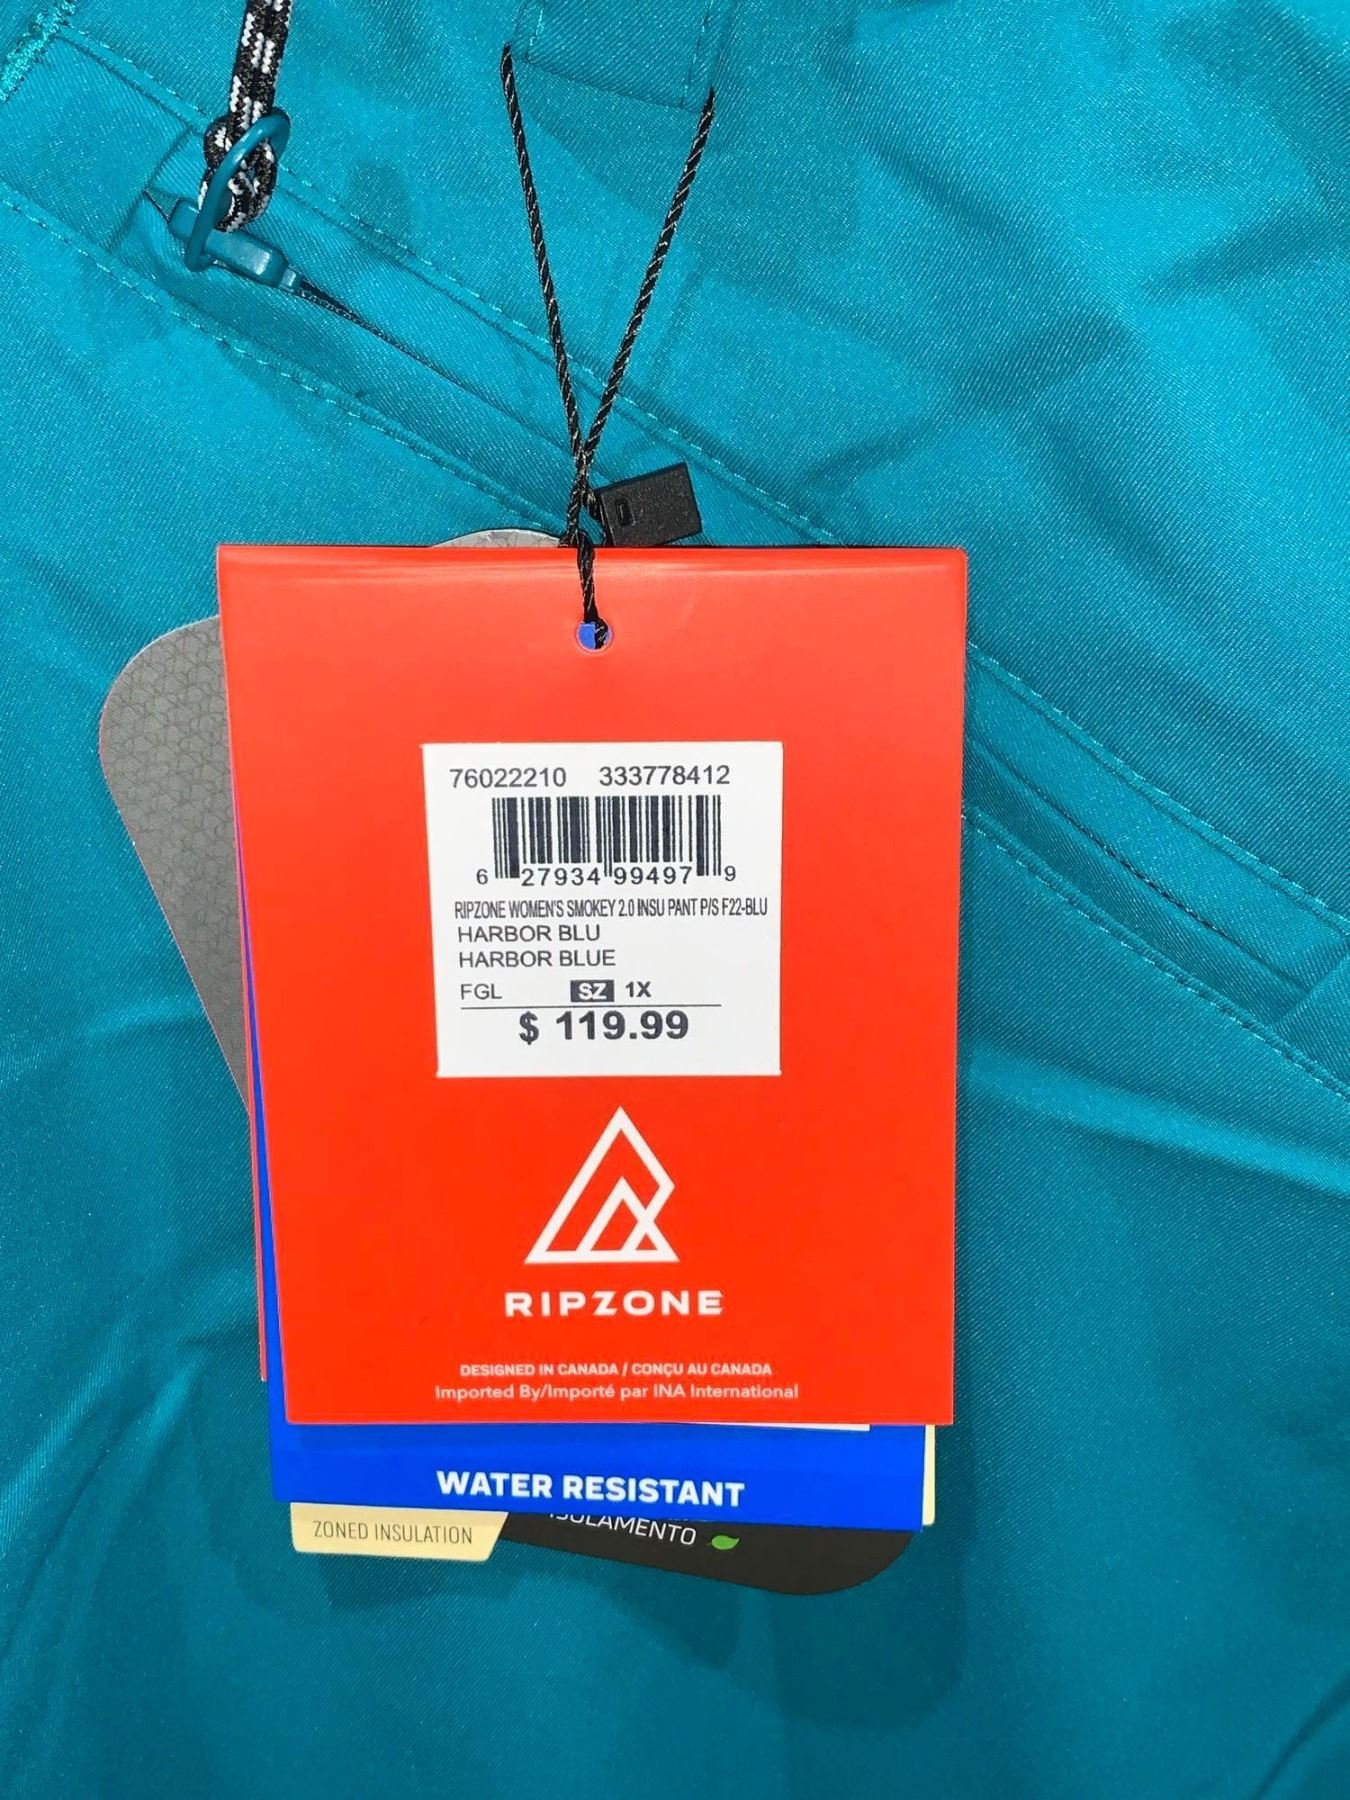 76022210 333778412
6 27934 99497 9
RIPZONE WOMEN'S SMOKEY 2.0 INSU PANT P/S F22-BLU
HARBOR BLU
HARBOR BLUE
FGL SZ 1X
$ 119.99
RIPZONE
DESIGNED IN CANADA / CONÇU AU CANADA
Imported By/Importé par INA International
WATER RESISTANT
ZONED INSULATION
ISOLAMENTO